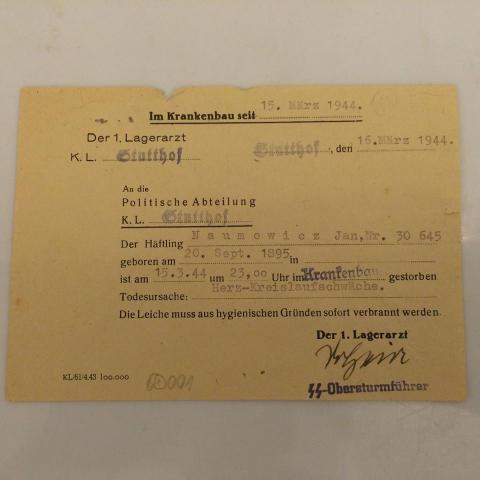 Im Krankenbau seit 15. März 1944.
Der 1. Lagerarzt
K. L. Stutthof Stutthof, den 16. März 1944.
An die
Politische Abteilung
K. L. Stutthof
Der Häftling Naumowicz Jan, Nr. 30 645
geboren am 20. Sept. 1895 in
ist am 15.3.44 um 23,00 Uhr im Krankenbau gestorben
Todesursache: Herz-Kreislaufschwäche.
Die Leiche muss aus hygienischen Gründen sofort verbrannt werden.
Der 1. Lagerarzt
SS-Obersturmführer
KL/61/4.43 100.000